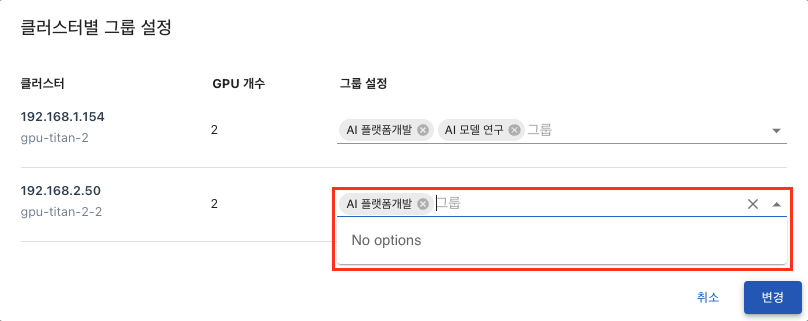 클러스터별 그룹 설정
클러스터 GPU 개수 그룹 설정
192.168.1.154
gpu-titan-2
2
AI 플랫폼개발 AI 모델 연구 그룹
192.168.2.50
gpu-titan-2-2
2
AI 플랫폼개발 그룹
No options
취소 변경